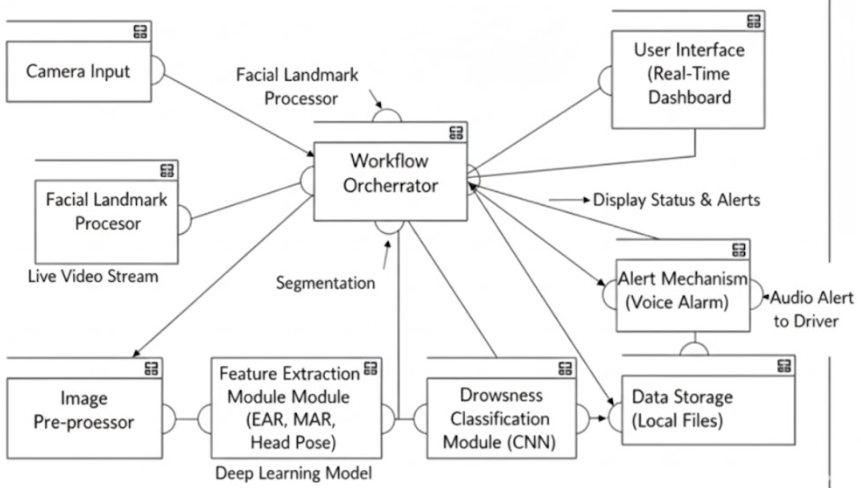 Camera Input
Facial Landmark
Processor
User Interface
(Real-Time
Dashboard
Workflow
Orcherrator
Facial Landmark
Procesor
Live Video Stream
Display Status & Alerts
Segmentation
Alert Mechanism
(Voice Alarm)
Audio Alert
to Driver
Image
Pre-proessor
Feature Extraction
Module Module
(EAR, MAR,
Head Pose)
Deep Learning Model
Drowsness
Classification
Module (CNN)
Data Storage
(Local Files)